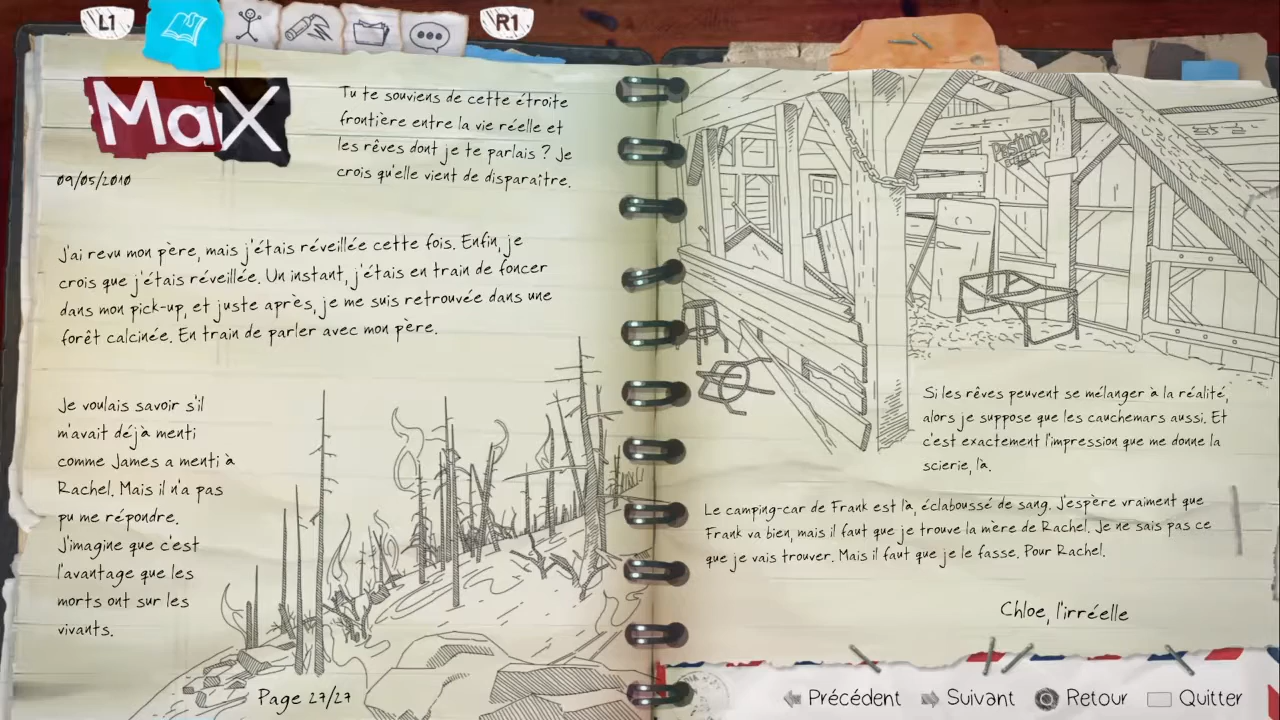 L1
R1
MaX
09/05/2010
Tu te souviens de cette étroite
frontière entre la vie réelle et
les rêves dont je te parlais ? Je
crois qu'elle vient de disparaître.
J'ai revu mon père, mais j'étais réveillée cette fois. Enfin, je
crois que j'étais réveillée. Un instant, j'étais en train de foncer
dans mon pick-up, et juste après, je me suis retrouvée dans une
forêt calcinée. En train de parler avec mon père.
Je voulais savoir s'il
m'avait déjà menti
comme James a menti à
Rachel. Mais il n'a pas
pu me répondre.
J'imagine que c'est
l'avantage que les
morts ont sur les
vivants.
Page 27/27
Pastime
Si les rêves peuvent se mélanger à la réalité,
alors je suppose que les cauchemars aussi. Et
c'est exactement l'impression que me donne la
scierie, là.
Le camping-car de Frank est là, éclaboussé de sang. J'espère vraiment que
Frank va bien, mais il faut que je trouve la mère de Rachel. Je ne sais pas ce
que je vais trouver. Mais il faut que je le fasse. Pour Rachel.
Chloe, l'irréelle
Précédent
Suivant
Retour
Quitter